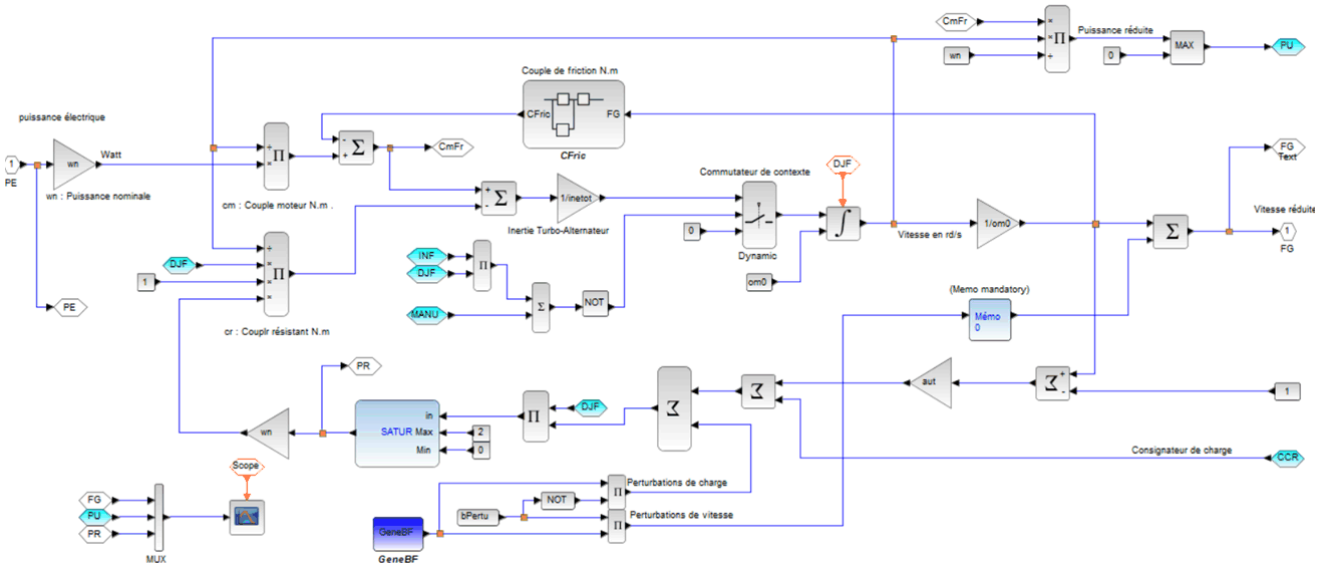 CmFr
wn
Π
Puissance réduite
0
MAX
PU
Couple de friction N.m
CFric
FG
CFric
puissance électrique
1
PE
wn
Watt
wn : Puissance nominale
Π
cm : Couple moteur N.m .
Σ
CmFr
Σ
1/inetot
Inertie Turbo-Alternateur
Commutateur de contexte
0
Dynamic
DJF
∫
om0
Vitesse en rd/s
1/om0
Σ
FG
Text
Vitesse réduite
1
FG
DJF
1
Π
cr : Couplr résistant N.m
PE
INF
DJF
Π
MANU
Σ
NOT
(Memo mandatory)
Mémo
0
PR
wn
SATUR
in
Max
Min
2
0
Π
DJF
Σ
Σ
aut
Σ
1
Consignateur de charge
CCR
Scope
FG
PU
PR
MUX
GeneBF
GeneBF
bPertu
NOT
Π
Π
Perturbations de charge
Perturbations de vitesse